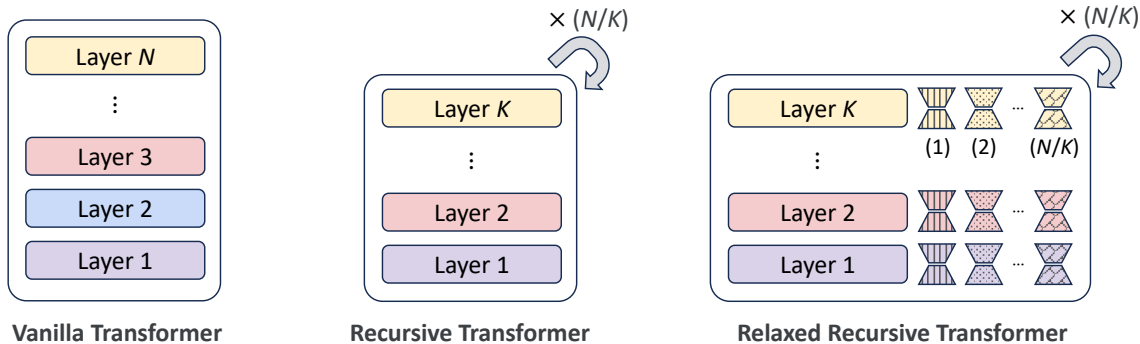 Layer N
⋮
Layer 3
Layer 2
Layer 1
Vanilla Transformer
× (N/K)
Layer K
⋮
Layer 2
Layer 1
Recursive Transformer
× (N/K)
Layer K
...
(1) (2) (N/K)
⋮
Layer 2
...
Layer 1
...
Relaxed Recursive Transformer